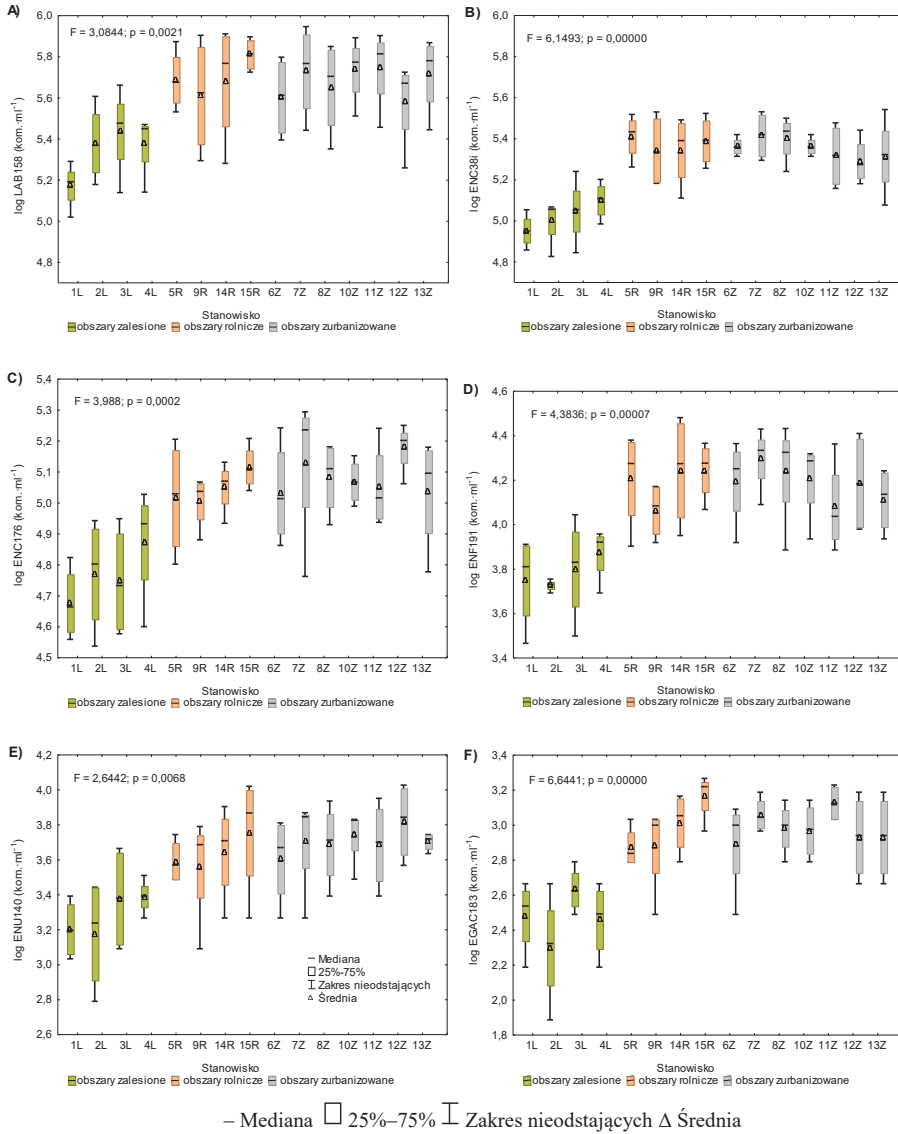 A)
F = 3,0844; p = 0,0021
log LAB158 (kom.·ml⁻¹)
6,0
5,8
5,6
5,4
5,2
5,0
1L 2L 3L 4L 5R 9R 14R 15R 6Z 7Z 8Z 10Z 11Z 12Z 13Z
Stanowisko
obszary zalesione obszary rolnicze obszary zurbanizowane
B)
F = 6,1493; p = 0,00000
log ENC38i (kom.·ml⁻¹)
6,0
5,8
5,6
5,4
5,2
5,0
4,8
1L 2L 3L 4L 5R 9R 14R 15R 6Z 7Z 8Z 10Z 11Z 12Z 13Z
Stanowisko
obszary zalesione obszary rolnicze obszary zurbanizowane
C)
F = 3,988; p = 0,0002
log ENC176 (kom.·ml⁻¹)
5,4
5,3
5,2
5,1
5,0
4,9
4,8
4,7
4,6
4,5
1L 2L 3L 4L 5R 9R 14R 15R 6Z 7Z 8Z 10Z 11Z 12Z 13Z
Stanowisko
obszary zalesione obszary rolnicze obszary zurbanizowane
D)
F = 4,3836; p = 0,00007
log ENF191 (kom.·ml⁻¹)
4,6
4,4
4,2
4,0
3,8
3,6
3,4
1L 2L 3L 4L 5R 9R 14R 15R 6Z 7Z 8Z 10Z 11Z 12Z 13Z
Stanowisko
obszary zalesione obszary rolnicze obszary zurbanizowane
E)
F = 2,6442; p = 0,0068
log ENU140 (kom.·ml⁻¹)
4,2
4,0
3,8
3,6
3,4
3,2
3,0
2,8
2,6
Mediana
25%-75%
Zakres nieodstających
Średnia
1L 2L 3L 4L 5R 9R 14R 15R 6Z 7Z 8Z 10Z 11Z 12Z 13Z
Stanowisko
obszary zalesione obszary rolnicze obszary zurbanizowane
F)
F = 6,6441; p = 0,00000
log EGAC183 (kom.·ml⁻¹)
3,4
3,2
3,0
2,8
2,6
2,4
2,2
2,0
1,8
1L 2L 3L 4L 5R 9R 14R 15R 6Z 7Z 8Z 10Z 11Z 12Z 13Z
Stanowisko
obszary zalesione obszary rolnicze obszary zurbanizowane
– Mediana 25%–75% Zakres nieodstających Δ Średnia